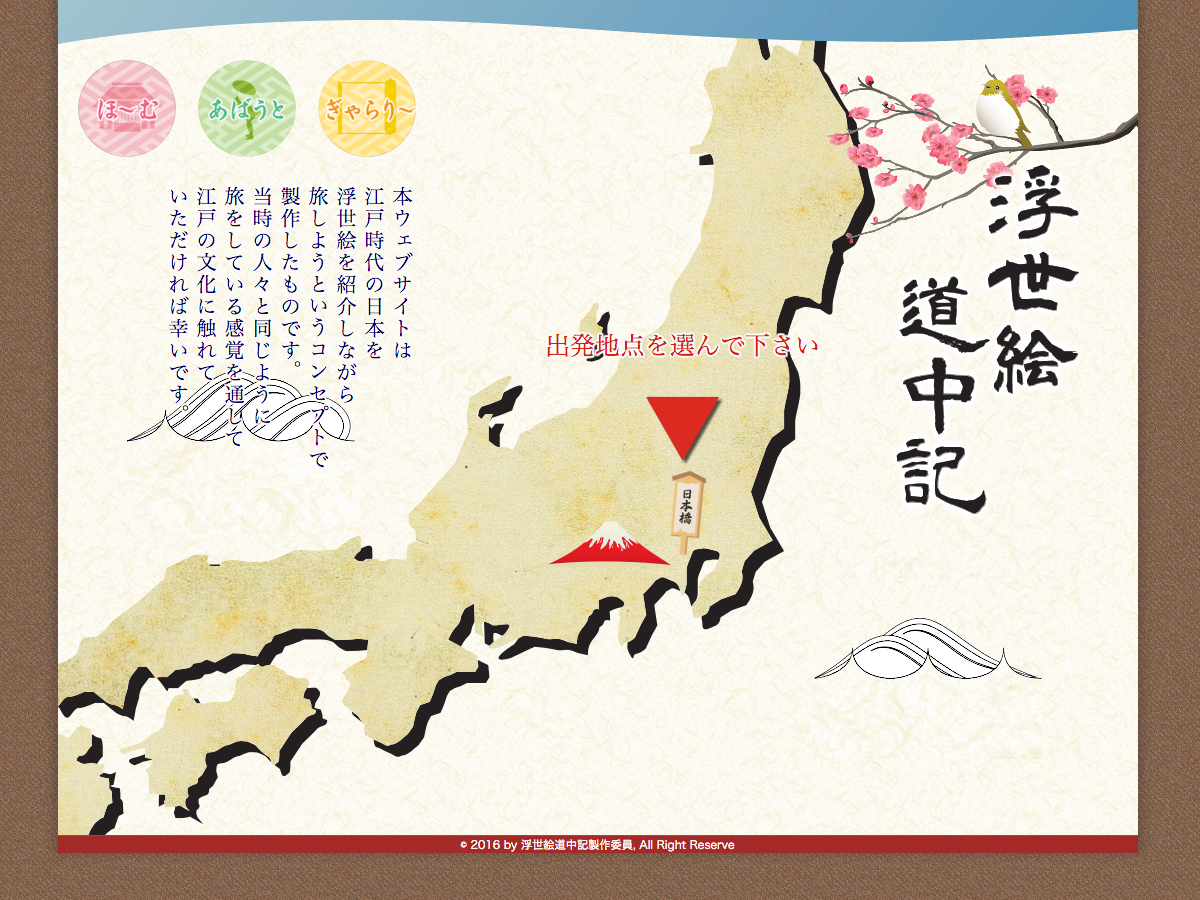 ほ〜む
あばうと
ぎゃらり〜
浮世絵
道中記
本ウェブサイトは
江戸時代の日本を
浮世絵を紹介しながら
旅しようというコンセプトで
製作したものです。
当時の人々と同じように
旅をしている感覚を通して
江戸の文化に触れて
いただければ幸いです。
出発地点を選んで下さい
日本橋
© 2016 by 浮世絵道中記製作委員, All Right Reserve